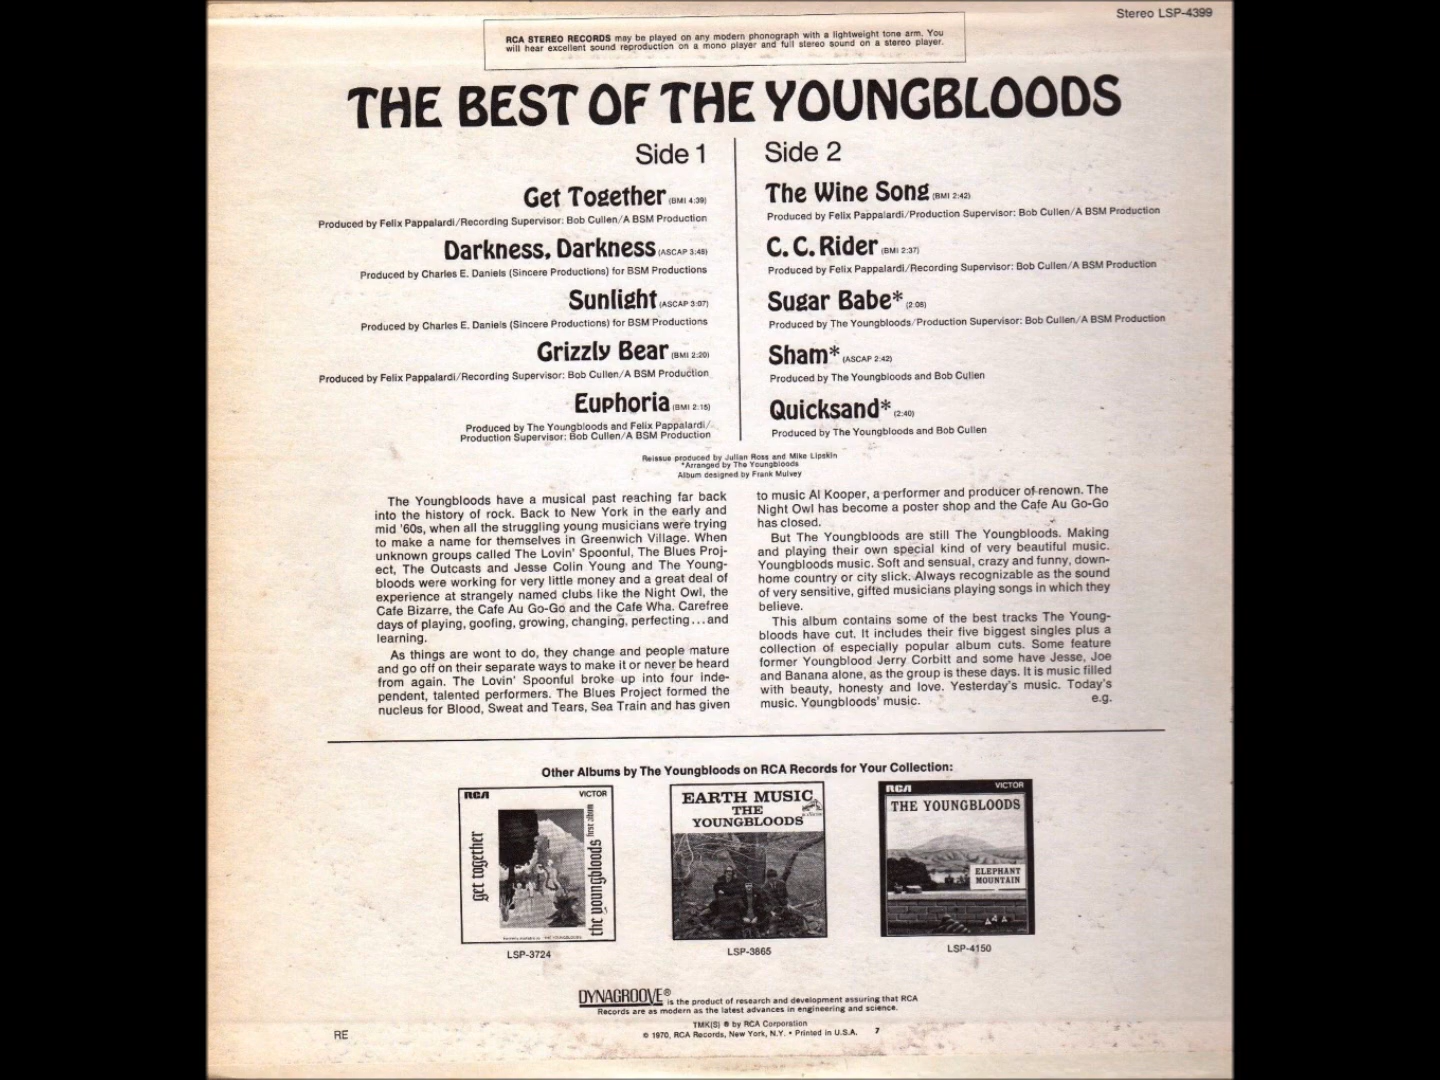 Stereo LSP-4399
RCA STEREO RECORDS may be played on any modern phonograph with a lightweight tone arm. You
will hear excellent sound reproduction on a mono player and full stereo sound on a stereo player.
THE BEST OF THE YOUNGBLOODS
Side 1
Get Together (BMI 4:39)
Produced by Felix Pappalardi/Recording Supervisor: Bob Cullen/A BSM Production
Darkness, Darkness (ASCAP 3:48)
Produced by Charles E. Daniels (Sincere Productions) for BSM Productions
Sunlight (ASCAP 3:07)
Produced by Charles E. Daniels (Sincere Productions) for BSM Productions
Grizzly Bear (BMI 2:20)
Produced by Felix Pappalardi/Recording Supervisor: Bob Cullen/A BSM Production
Euphoria (BMI 2:15)
Produced by The Youngbloods and Felix Pappalardi/
Production Supervisor: Bob Cullen/A BSM Production
Side 2
The Wine Song (BMI 2:42)
Produced by Felix Pappalardi/Production Supervisor: Bob Cullen/A BSM Production
C. C. Rider (BMI 2:37)
Produced by Felix Pappalardi/Recording Supervisor: Bob Cullen/A BSM Production
Sugar Babe* (2:08)
Produced by The Youngbloods/Production Supervisor: Bob Cullen/A BSM Production
Sham* (ASCAP 2:42)
Produced by The Youngbloods and Bob Cullen
Quicksand* (2:40)
Produced by The Youngbloods and Bob Cullen
Reissue produced by Julian Ross and Mike Lipskin
*Arranged by The Youngbloods
Album designed by Frank Mulvey
The Youngbloods have a musical past reaching far back
into the history of rock. Back to New York in the early and
mid '60s, when all the struggling young musicians were trying
to make a name for themselves in Greenwich Village. When
unknown groups called The Lovin' Spoonful, The Blues Proj-
ect, The Outcasts and Jesse Colin Young and The Young-
bloods were working for very little money and a great deal of
experience at strangely named clubs like the Night Owl, the
Cafe Bizarre, the Cafe Au Go-Go and the Cafe Wha. Carefree
days of playing, goofing, growing, changing, perfecting...and
learning.
As things are wont to do, they change and people mature
and go off on their separate ways to make it or never be heard
from again. The Lovin' Spoonful broke up into four inde-
pendent, talented performers. The Blues Project formed the
nucleus for Blood, Sweat and Tears, Sea Train and has given
to music Al Kooper, a performer and producer of renown. The
Night Owl has become a poster shop and the Cafe Au Go-Go
has closed.
But The Youngbloods are still The Youngbloods. Making
and playing their own special kind of very beautiful music.
Youngbloods music. Soft and sensual, crazy and funny, down-
home country or city slick. Always recognizable as the sound
of very sensitive, gifted musicians playing songs in which they
believe.
This album contains some of the best tracks The Young-
bloods have cut. It includes their five biggest singles plus a
collection of especially popular album cuts. Some feature
former Youngblood Jerry Corbitt and some have Jesse, Joe
and Banana alone, as the group is these days. It is music filled
with beauty, honesty and love. Yesterday's music. Today's
music. Youngbloods' music.
e.g.
Other Albums by The Youngbloods on RCA Records for Your Collection:
RCA VICTOR
get together
the youngbloods first album
LSP-3724
EARTH MUSIC
THE
YOUNGBLOODS
LSP-3865
RCA VICTOR
THE YOUNGBLOODS
ELEPHANT
MOUNTAIN
LSP-4150
DYNAGROOVE® is the product of research and development assuring that RCA
Records are as modern as the latest advances in engineering and science.
TMK(S) ® by RCA Corporation
© 1970, RCA Records, New York, N.Y. • Printed in U.S.A. 7
RE